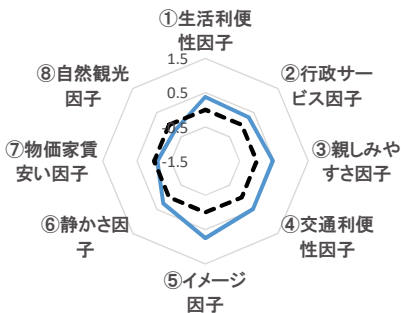 ①生活利便
性因子
1.5
②行政サー
ビス因子
0.5
⑧自然観光
因子
-0.5
③親しみや
すさ因子
⑦物価家賃
安い因子
-1.5
④交通利便
性因子
⑥静かさ因
子
⑤イメージ
因子